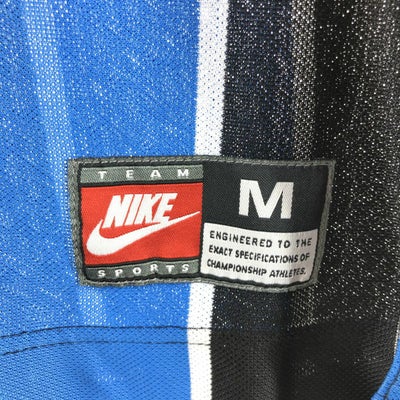 TEAM
NIKE
SPORTS
M
ENGINEERED TO THE
EXACT SPECIFICATIONS OF
CHAMPIONSHIP ATHLETES.